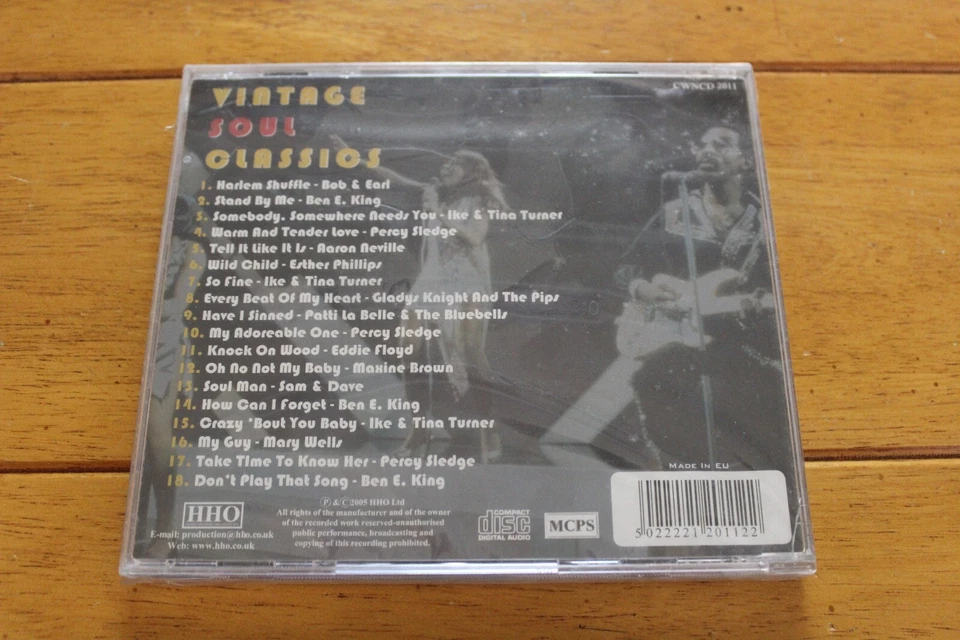 VINTAGE
SOUL
CLASSICS
CWNCD 2011
1. Harlem Shuffle - Bob & Earl
2. Stand By Me - Ben E. King
3. Somebody, Somewhere Needs You - Ike & Tina Turner
4. Warm And Tender Love - Percy Sledge
5. Tell It Like It Is - Aaron Neville
6. Wild Child - Esther Phillips
7. So Fine - Ike & Tina Turner
8. Every Beat Of My Heart - Gladys Knight And The Pips
9. Have I Sinned - Patti La Belle & The Bluebells
10. My Adoreable One - Percy Sledge
11. Knock On Wood - Eddie Floyd
12. Oh No Not My Baby - Maxine Brown
13. Soul Man - Sam & Dave
14. How Can I Forget - Ben E. King
15. Crazy 'Bout You Baby - Ike & Tina Turner
16. My Guy - Mary Wells
17. Take Time To Know Her - Percy Sledge
18. Don't Play That Song - Ben E. King
HHO
E-mail: production@hho.co.uk
Web: www.hho.co.uk
Ⓟ & © 2005 HHO Ltd
All rights of the manufacturer and of the owner
of the recorded work reserved-unauthorised
public performance, broadcasting and
copying of this recording prohibited.
COMPACT
disc
DIGITAL AUDIO
MCPS
MADE IN EU
5 022221 201122